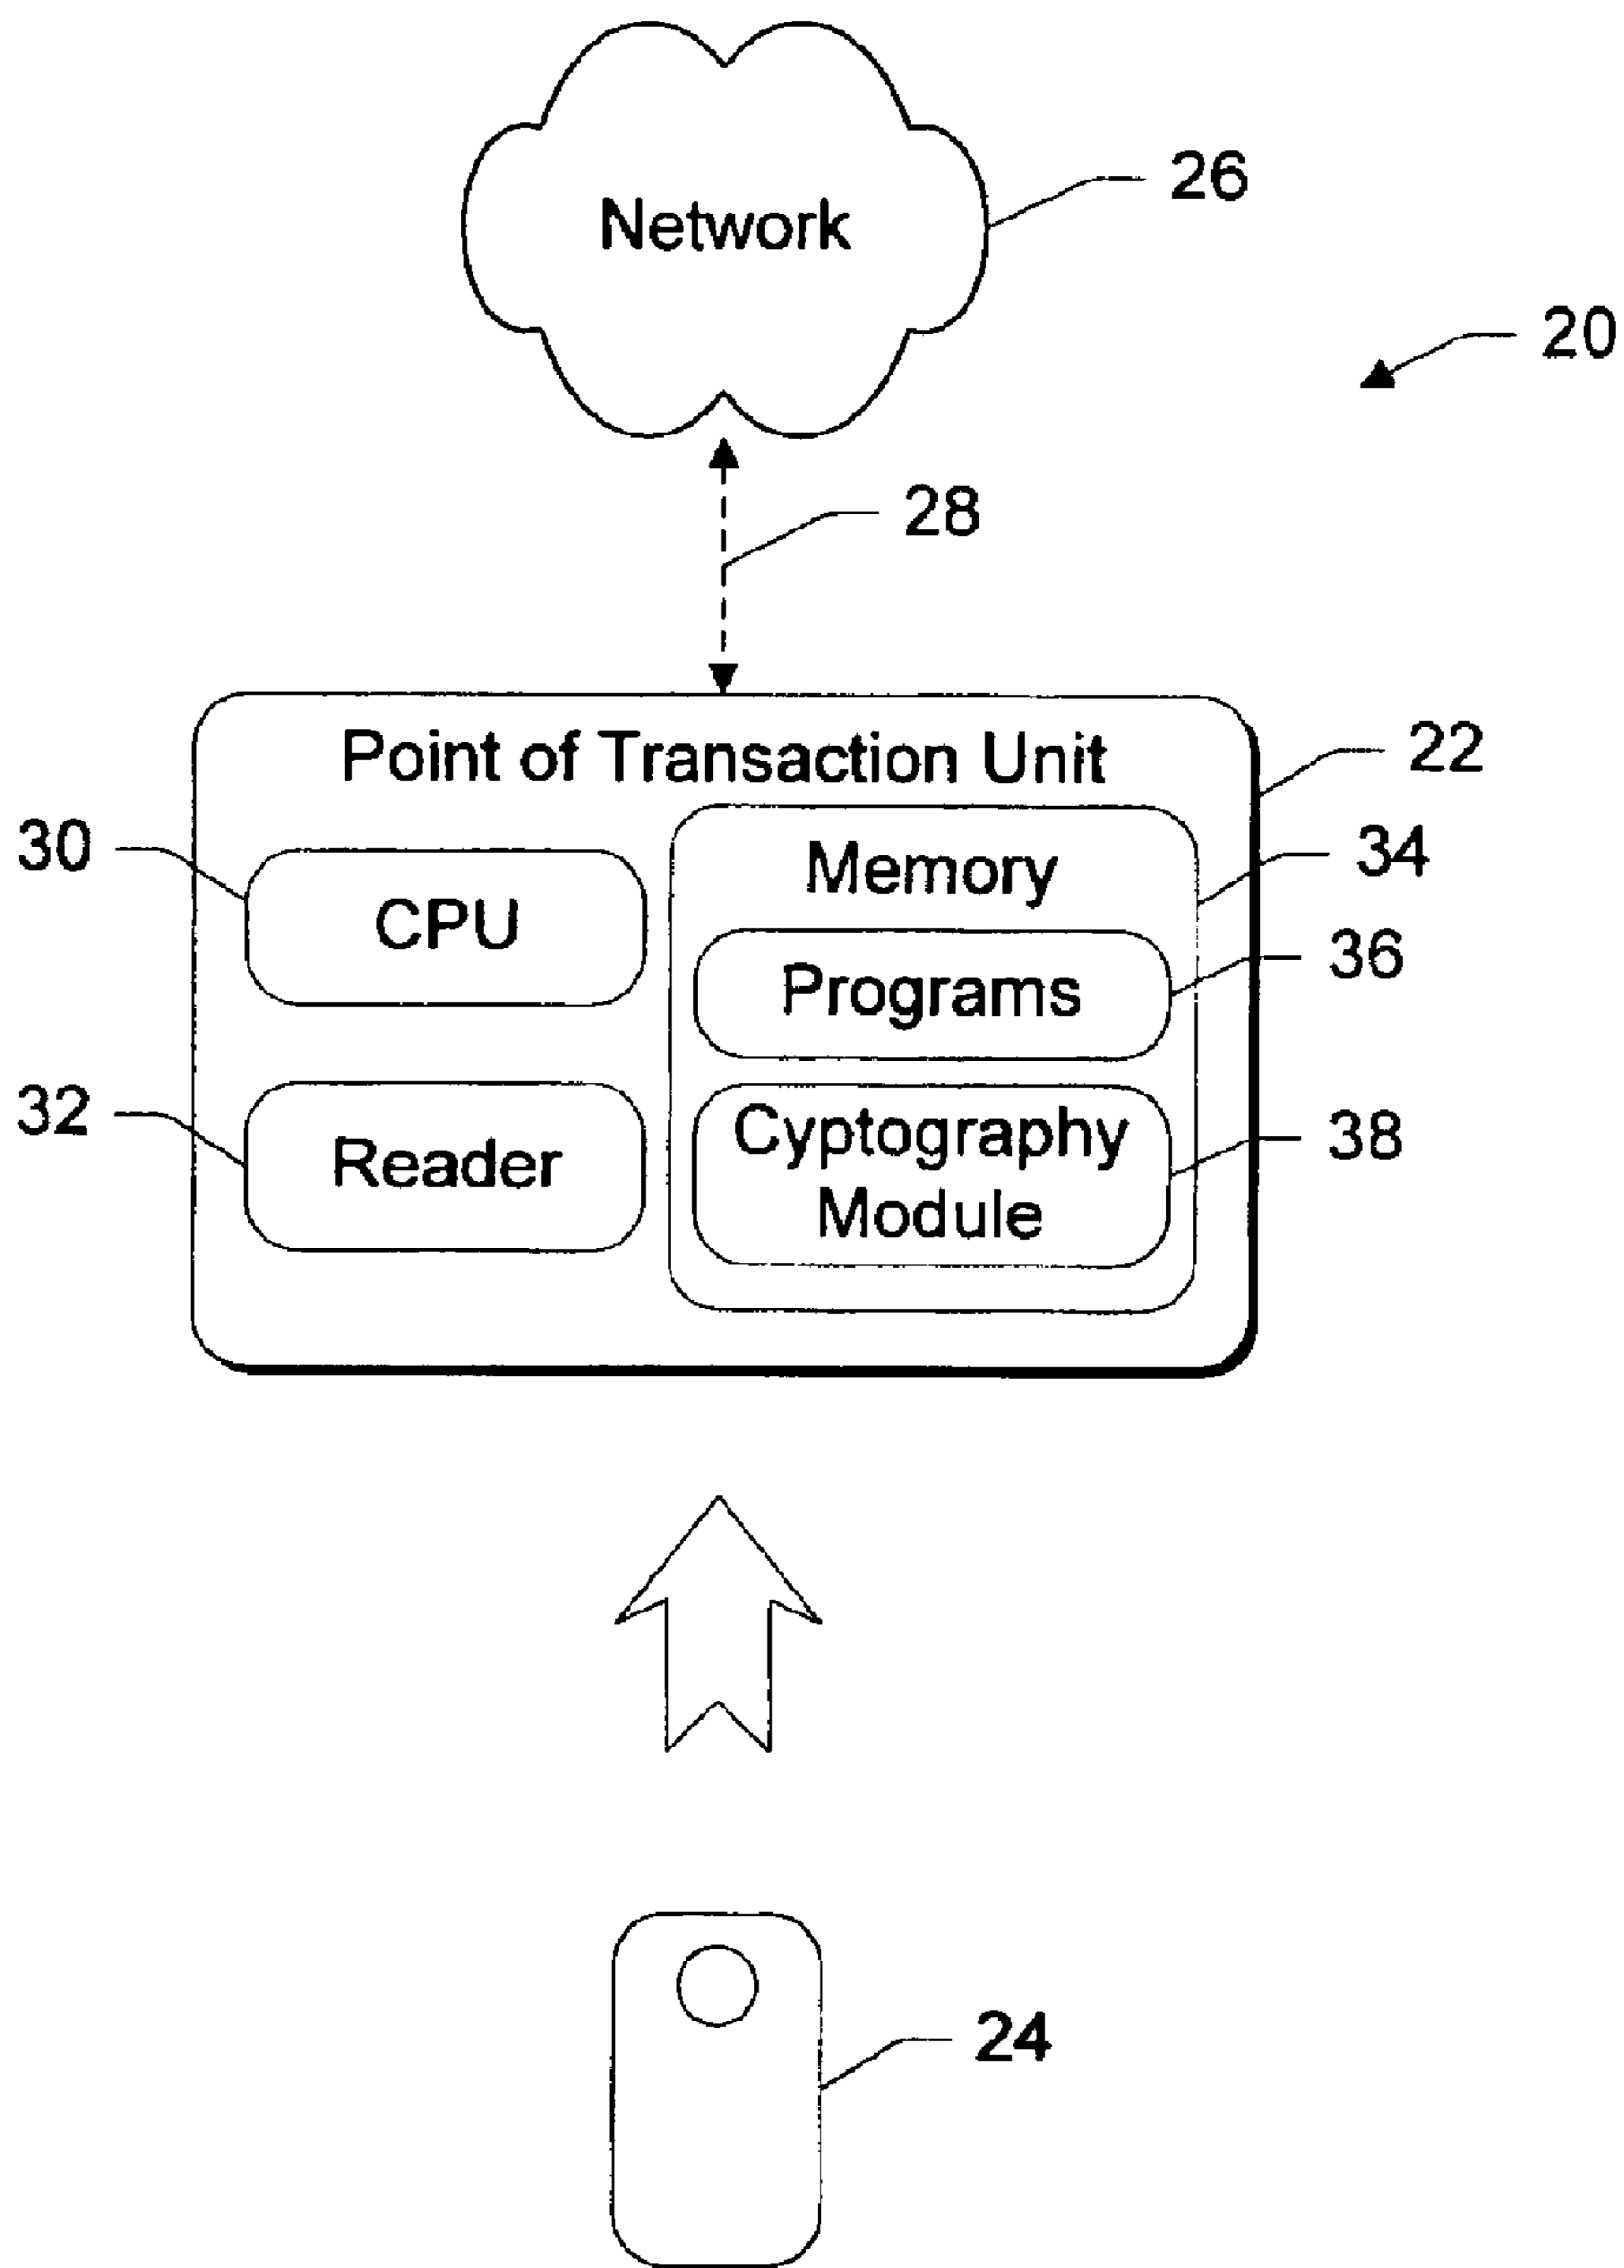 Network
26
20
28
Point of Transaction Unit
22
30
CPU
Memory
34
Programs
36
32
Reader
Cyptography
Module
38
24